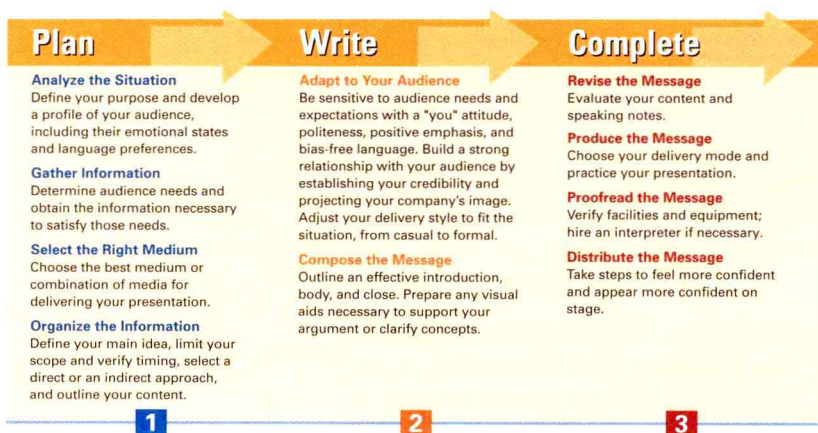 Plan
Write
Complete
Analyze the Situation
Define your purpose and develop
a profile of your audience,
including their emotional states
and language preferences.
Gather Information
Determine audience needs and
obtain the information necessary
to satisfy those needs.
Select the Right Medium
Choose the best medium or
combination of media for
delivering your presentation.
Organize the Information
Define your main idea, limit your
scope and verify timing, select a
direct or an indirect approach,
and outline your content.
Adapt to Your Audience
Be sensitive to audience needs and
expectations with a "you" attitude,
politeness, positive emphasis, and
bias-free language. Build a strong
relationship with your audience by
establishing your credibility and
projecting your company's image.
Adjust your delivery style to fit the
situation, from casual to formal.
Compose the Message
Outline an effective introduction,
body, and close. Prepare any visual
aids necessary to support your
argument or clarify concepts.
Revise the Message
Evaluate your content and
speaking notes.
Produce the Message
Choose your delivery mode and
practice your presentation.
Proofread the Message
Verify facilities and equipment;
hire an interpreter if necessary.
Distribute the Message
Take steps to feel more confident
and appear more confident on
stage.
1
2
3